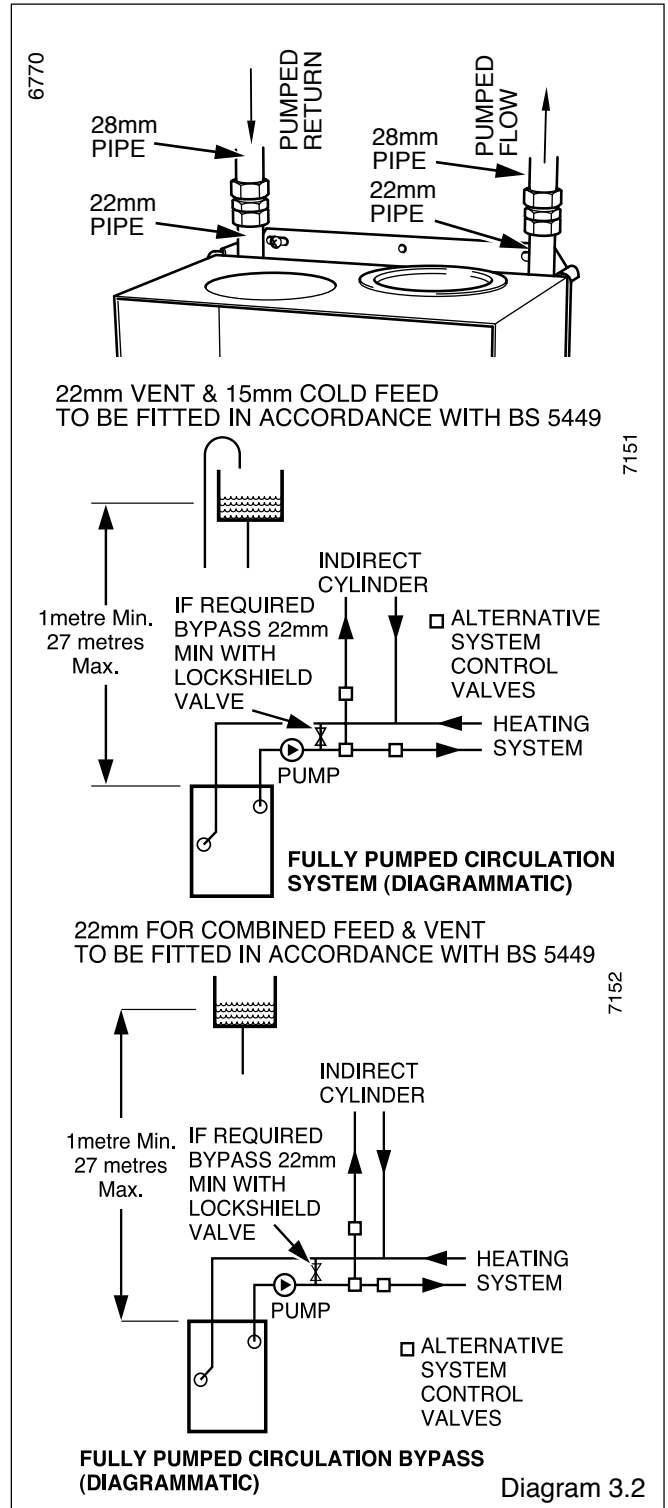 6770
28mm
PIPE
PUMPED
RETURN
22mm
PIPE
28mm
PIPE
PUMPED
FLOW
22mm
PIPE
22mm VENT & 15mm COLD FEED
TO BE FITTED IN ACCORDANCE WITH BS 5449
7151
1metre Min.
27 metres
Max.
IF REQUIRED
BYPASS 22mm
MIN WITH
LOCKSHIELD
VALVE
INDIRECT
CYLINDER
ALTERNATIVE
SYSTEM
CONTROL
VALVES
HEATING
SYSTEM
PUMP
FULLY PUMPED CIRCULATION
SYSTEM (DIAGRAMMATIC)
22mm FOR COMBINED FEED & VENT
TO BE FITTED IN ACCORDANCE WITH BS 5449
7152
1metre Min.
27 metres
Max.
IF REQUIRED
BYPASS 22mm
MIN WITH
LOCKSHIELD
VALVE
INDIRECT
CYLINDER
HEATING
SYSTEM
PUMP
ALTERNATIVE
SYSTEM
CONTROL
VALVES
FULLY PUMPED CIRCULATION BYPASS
(DIAGRAMMATIC)
Diagram 3.2